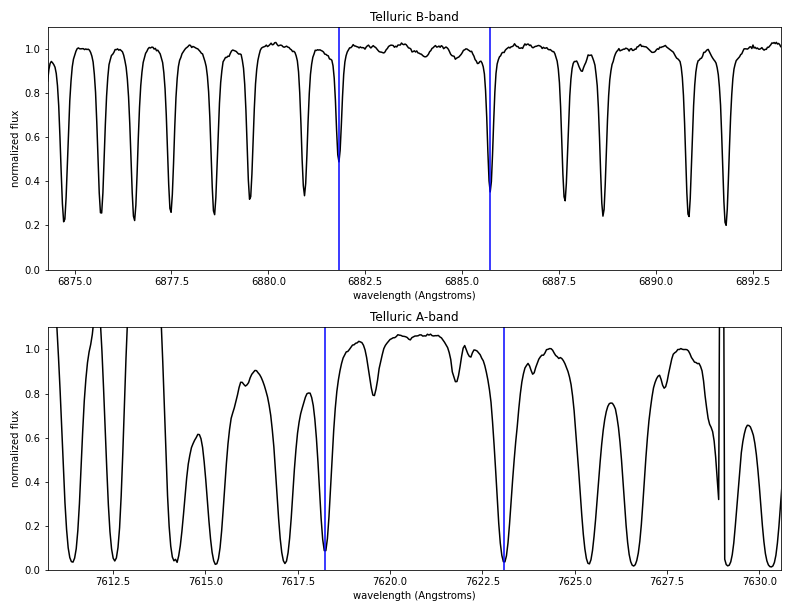 Telluric B-band
1.0
0.8
0.6
0.4
0.2
0.0
normalized flux
6875.0 6877.5 6880.0 6882.5 6885.0 6887.5 6890.0 6892.5
wavelength (Angstroms)
Telluric A-band
1.0
0.8
0.6
0.4
0.2
0.0
normalized flux
7612.5 7615.0 7617.5 7620.0 7622.5 7625.0 7627.5 7630.0
wavelength (Angstroms)